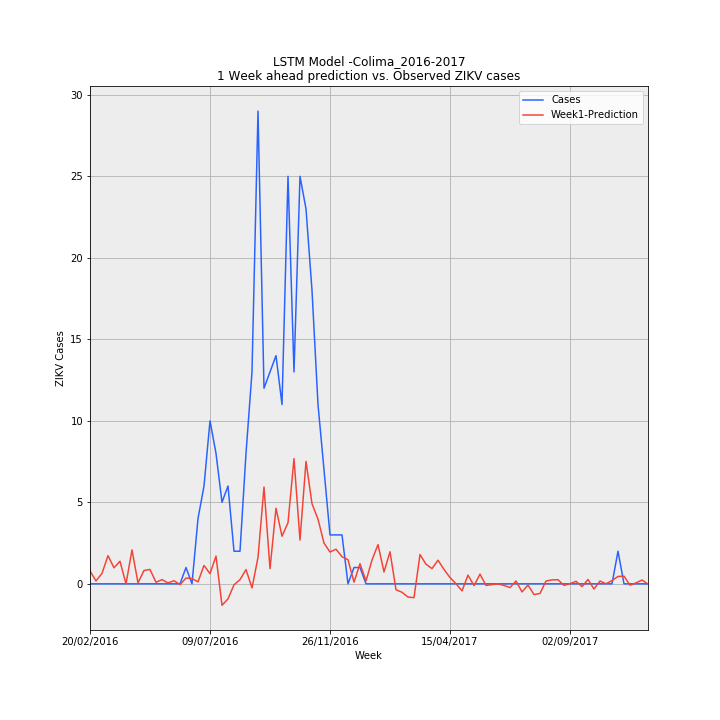 LSTM Model -Colima_2016-2017
1 Week ahead prediction vs. Observed ZIKV cases
Cases
Week1-Prediction
30
25
20
15
10
5
0
ZIKV Cases
20/02/2016
09/07/2016
26/11/2016
15/04/2017
02/09/2017
Week